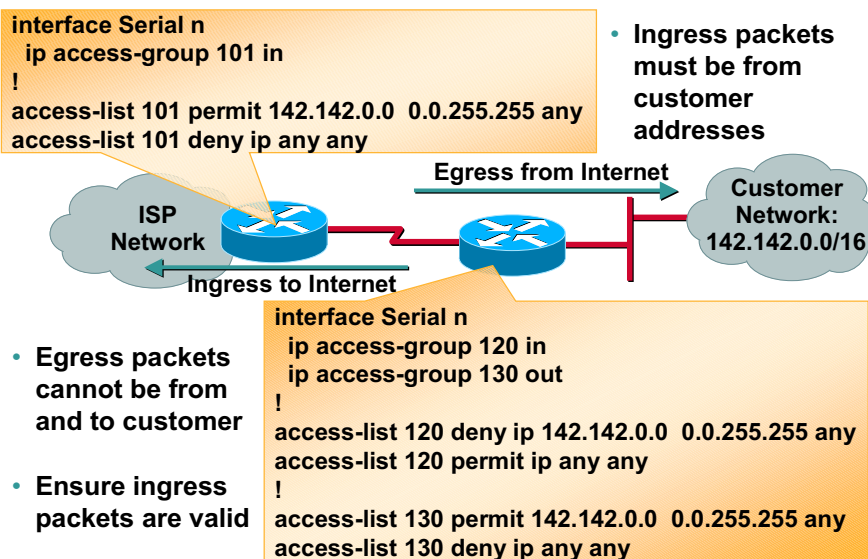 interface Serial n
ip access-group 101 in
!
access-list 101 permit 142.142.0.0 0.0.255.255 any
access-list 101 deny ip any any
• Ingress packets
must be from
customer
addresses
Egress from Internet
ISP
Network
Customer
Network:
142.142.0.0/16
Ingress to Internet
• Egress packets
cannot be from
and to customer
• Ensure ingress
packets are valid
interface Serial n
ip access-group 120 in
ip access-group 130 out
!
access-list 120 deny ip 142.142.0.0 0.0.255.255 any
access-list 120 permit ip any any
!
access-list 130 permit 142.142.0.0 0.0.255.255 any
access-list 130 deny ip any any